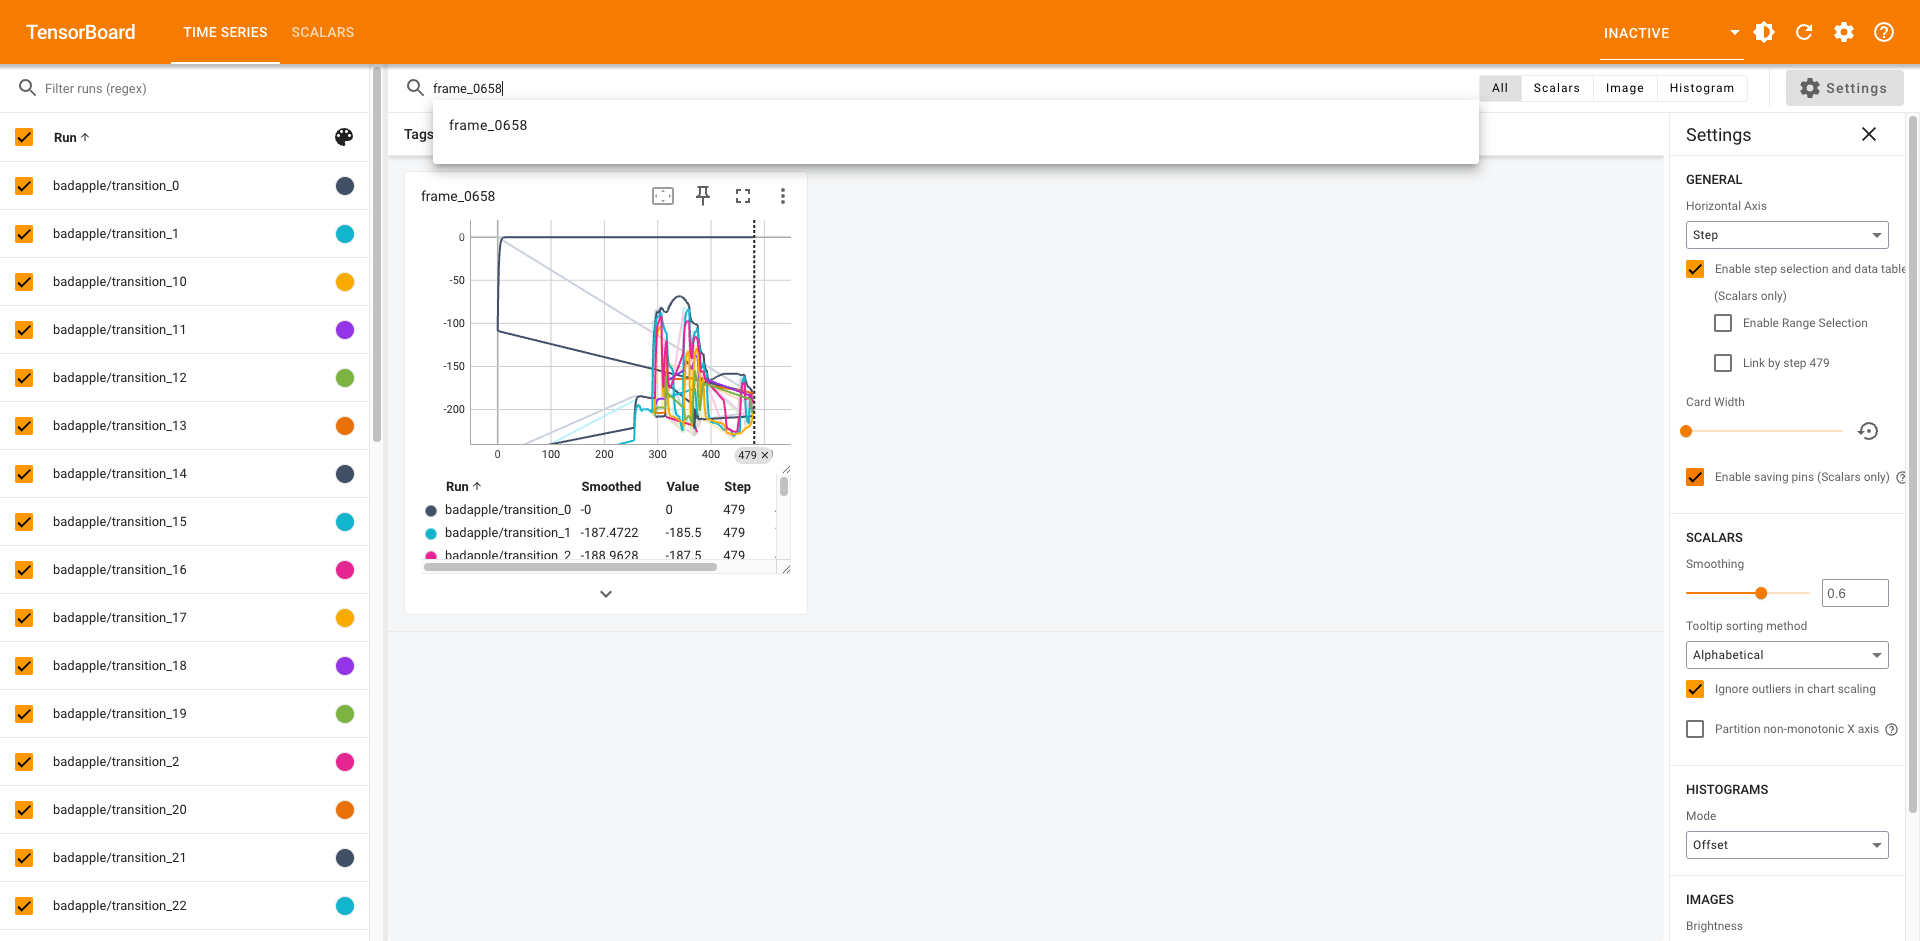 TensorBoard
TIME SERIES
SCALARS
INACTIVE
Filter runs (regex)
frame_0658
All
Scalars
Image
Histogram
Settings
frame_0658
Run
Tags
Settings
badapple/transition_0
badapple/transition_1
badapple/transition_10
badapple/transition_11
badapple/transition_12
badapple/transition_13
badapple/transition_14
badapple/transition_15
badapple/transition_16
badapple/transition_17
badapple/transition_18
badapple/transition_19
badapple/transition_2
badapple/transition_20
badapple/transition_21
badapple/transition_22
frame_0658
0
-50
-100
-150
-200
0 100 200 300 400 479
Run Smoothed Value Step
badapple/transition_0 -0 0 479
badapple/transition_1 -187.4722 -185.5 479
badapple/transition_2 -188.9628 -187.5 479
GENERAL
Horizontal Axis
Step
Enable step selection and data table
(Scalars only)
Enable Range Selection
Link by step 479
Card Width
Enable saving pins (Scalars only)
SCALARS
Smoothing
0.6
Tooltip sorting method
Alphabetical
Ignore outliers in chart scaling
Partition non-monotonic X axis
HISTOGRAMS
Mode
Offset
IMAGES
Brightness